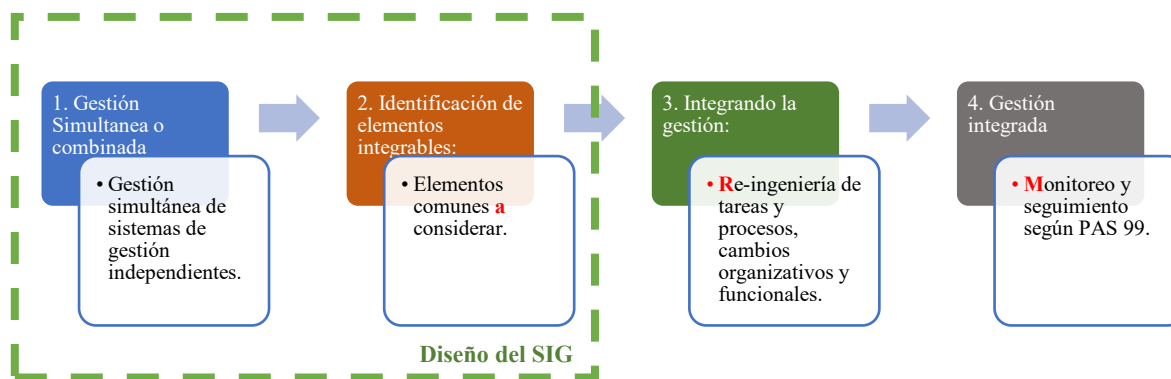 1. Gestión
Simultanea o
combinada
• Gestión
simultánea de
sistemas de
gestión
independientes.
2. Identificación de
elementos
integrables:
• Elementos
comunes a
considerar.
3. Integrando la
gestión:
• Re-ingeniería de
tareas y
procesos,
cambios
organizativos y
funcionales.
4. Gestión
integrada
• Monitoreo y
seguimiento
según PAS 99.
Diseño del SIG